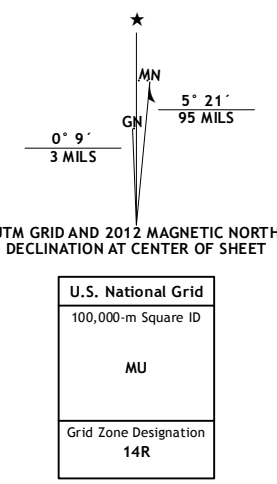 ★
MN
GN
5° 21´
95 MILS
0° 9´
3 MILS
UTM GRID AND 2012 MAGNETIC NORTH
DECLINATION AT CENTER OF SHEET
U.S. National Grid
100,000-m Square ID
MU
Grid Zone Designation
14R